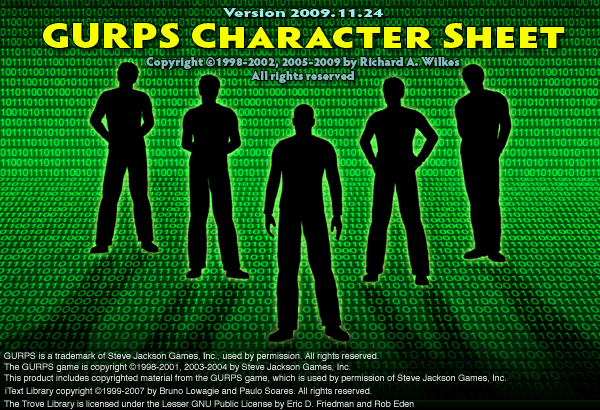 Version 2009.11.24
GURPS Character Sheet
Copyright ©1998-2002, 2005-2009 by Richard A. Wilkes
All rights reserved
GURPS is a trademark of Steve Jackson Games, Inc., used by permission. All rights reserved.
The GURPS game is copyright ©1998-2001, 2003-2004 by Steve Jackson Games, Inc.
This product includes copyrighted material from the GURPS game, which is used by permission of Steve Jackson Games, Inc.
iText Library copyright ©1999-2007 by Bruno Lowagie and Paulo Soares. All rights reserved.
The Trove Library is licensed under the Lesser GNU Public License by Eric D. Friedman and Rob Eden